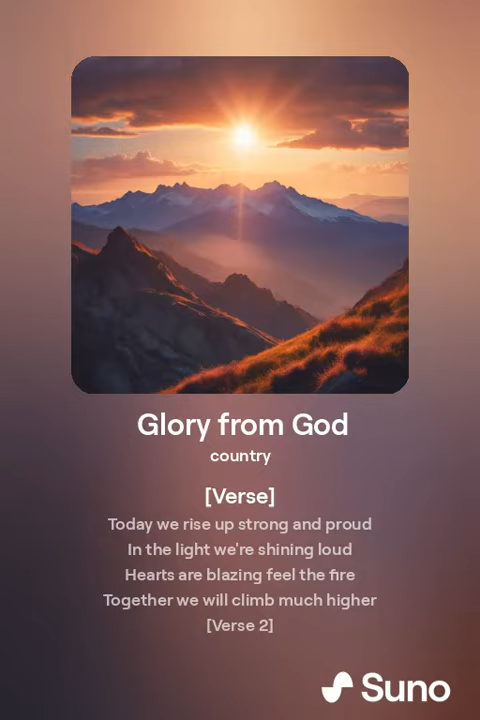 Glory from God
country
[Verse]
Today we rise up strong and proud
In the light we're shining loud
Hearts are blazing feel the fire
Together we will climb much higher
[Verse 2]
Suno